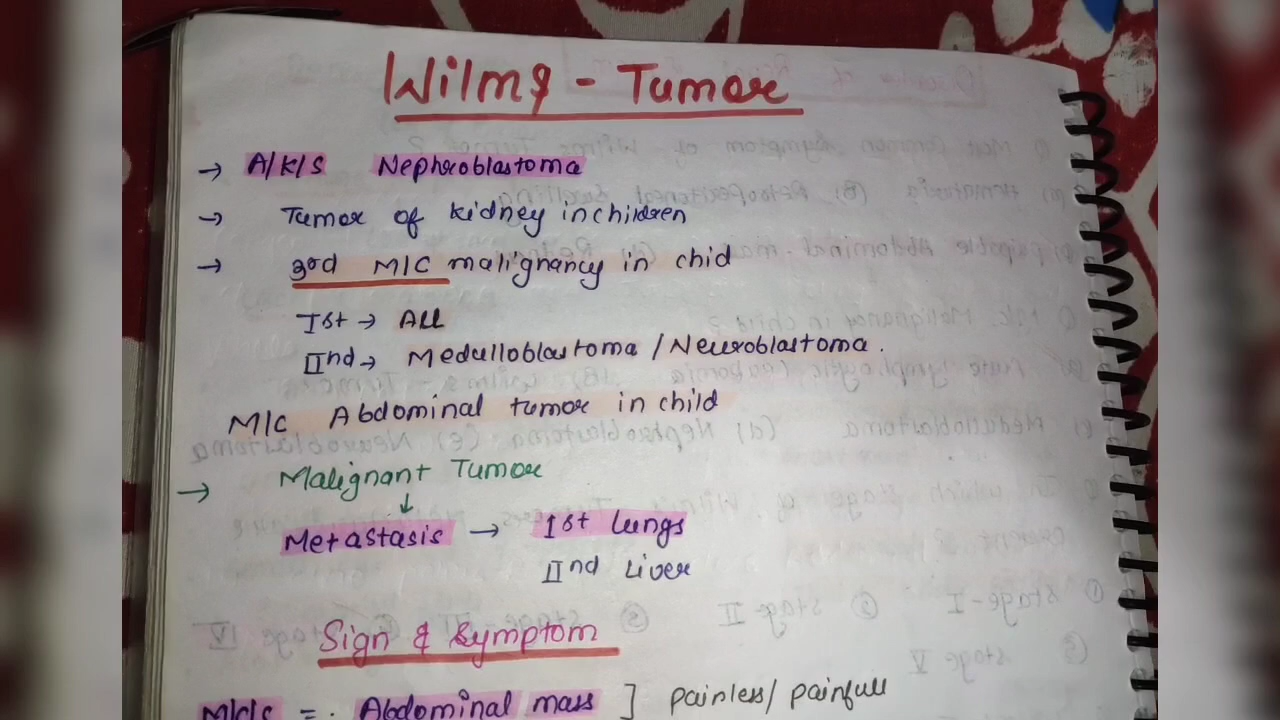 Wilms - Tumor
→ A/K/S Nephroblastoma
→ Tumor of kidney in children
→ 3rd M/C malignancy in chid
Ist → ALL
IInd → Medulloblastoma / Neuroblastoma.
M/C Abdominal tumor in child
→ Malignant Tumor
↓
Metastasis → Ist Lungs
IInd Liver
Sign & Symptom
M/C/S = . Abdominal mass ] painless/ painfull